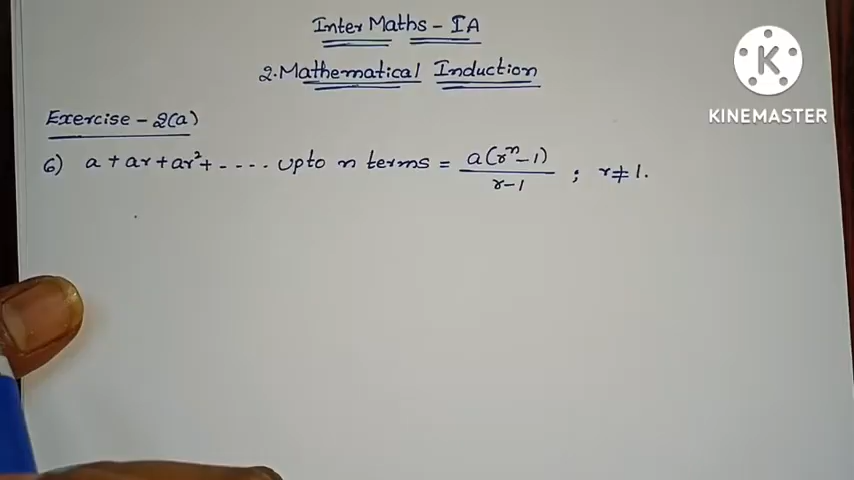 Inter Maths - IA
2. Mathematical Induction
K
KINEMASTER
Exercise - 2(a)
6) a + ar + ar² + - - - - upto n terms = a(rⁿ-1)/r-1 ; r≠1.